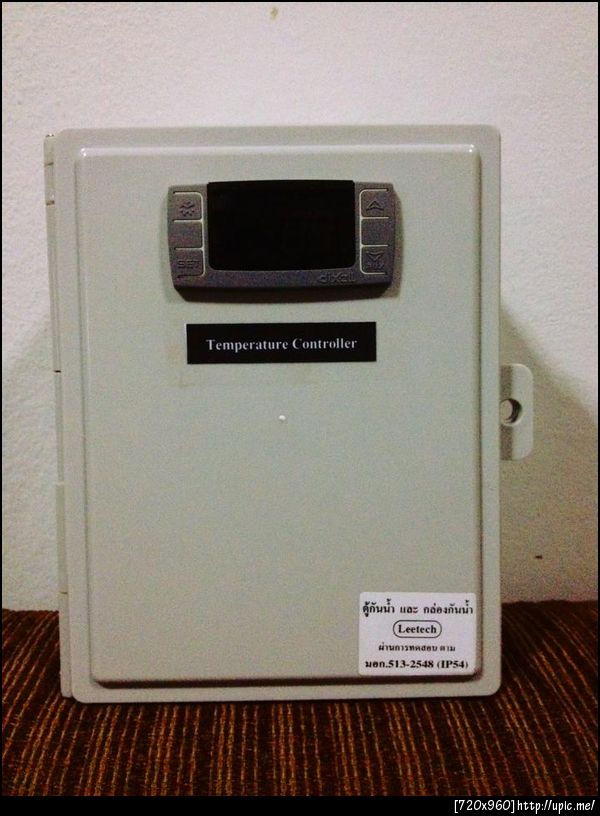 SET
dixel
Temperature Controller
ตู้กันน้ำ และ กล่องกันน้ำ
Leetech
ผ่านการทดสอบ ตาม
มอก.513-2548 (IP54)
[720x960]http://upic.me/